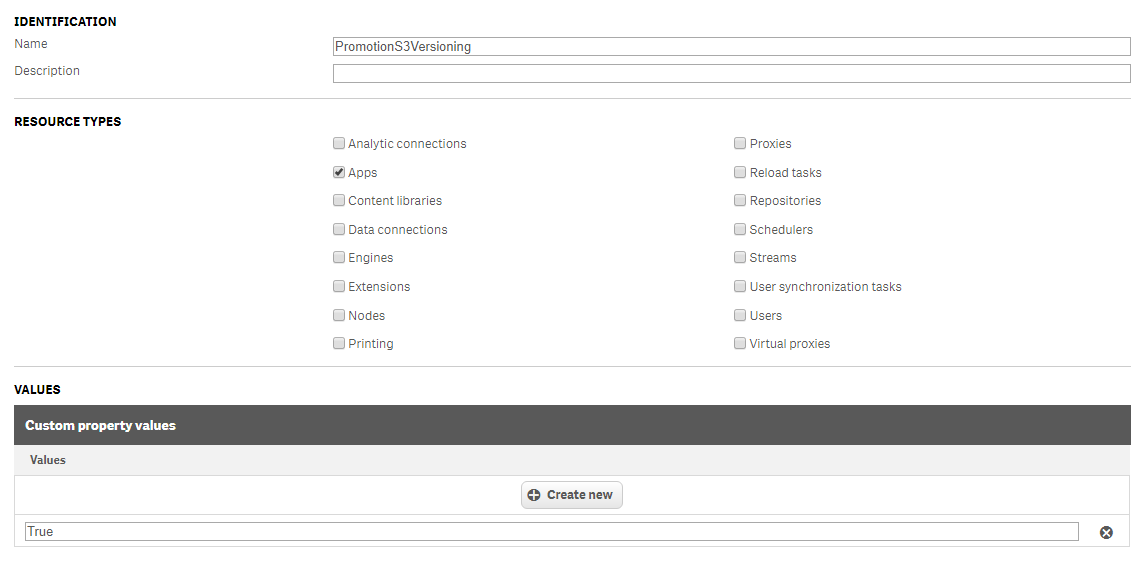 IDENTIFICATION
Name
PromotionS3Versioning
Description
RESOURCE TYPES
Analytic connections
Proxies
Apps
Reload tasks
Content libraries
Repositories
Data connections
Schedulers
Engines
Streams
Extensions
User synchronization tasks
Nodes
Users
Printing
Virtual proxies
VALUES
Custom property values
Values
Create new
True